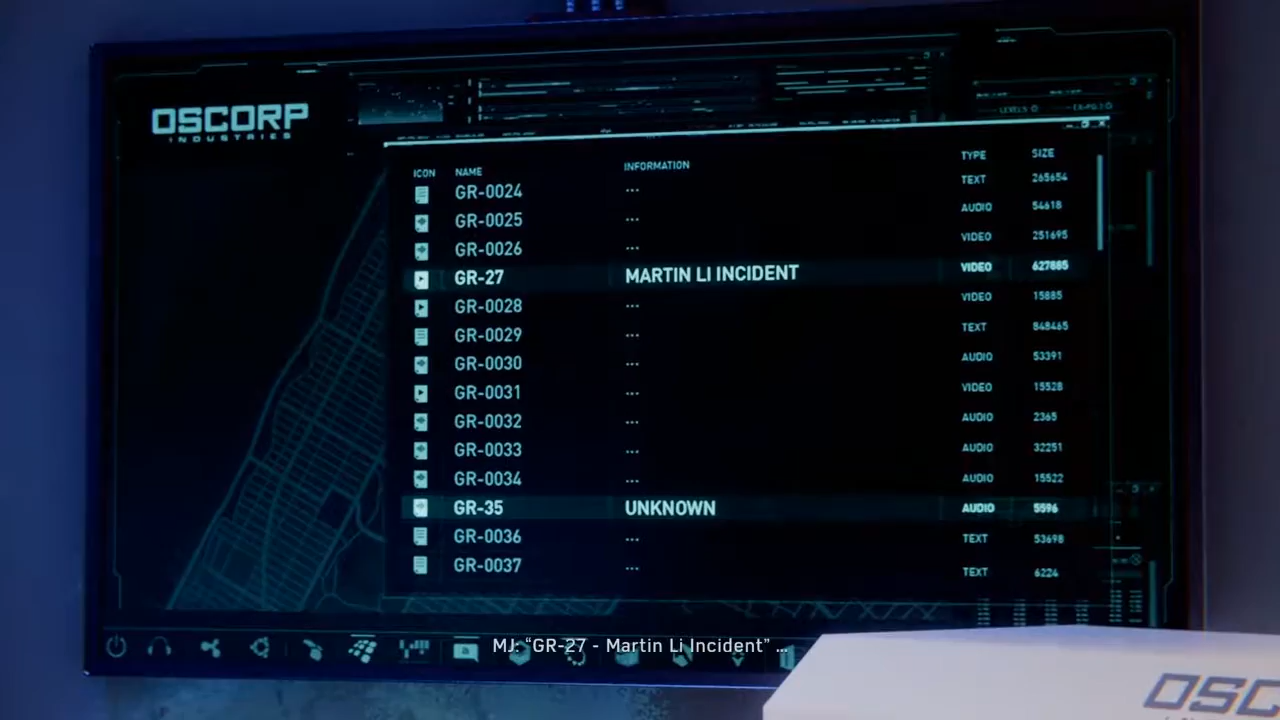 OSCORP
INDUSTRIES
ICON NAME INFORMATION TYPE SIZE
GR-0024 ... TEXT 265654
GR-0025 ... AUDIO 54618
GR-0026 ... VIDEO 251695
GR-27 MARTIN LI INCIDENT VIDEO 627885
GR-0028 ... VIDEO 15885
GR-0029 ... TEXT 848465
GR-0030 ... AUDIO 53391
GR-0031 ... VIDEO 15528
GR-0032 ... AUDIO 2365
GR-0033 ... AUDIO 32251
GR-0034 ... AUDIO 15522
GR-35 UNKNOWN AUDIO 5596
GR-0036 ... TEXT 53698
GR-0037 ... TEXT 6224
MJ: “GR-27 - Martin Li Incident” ...
OSC